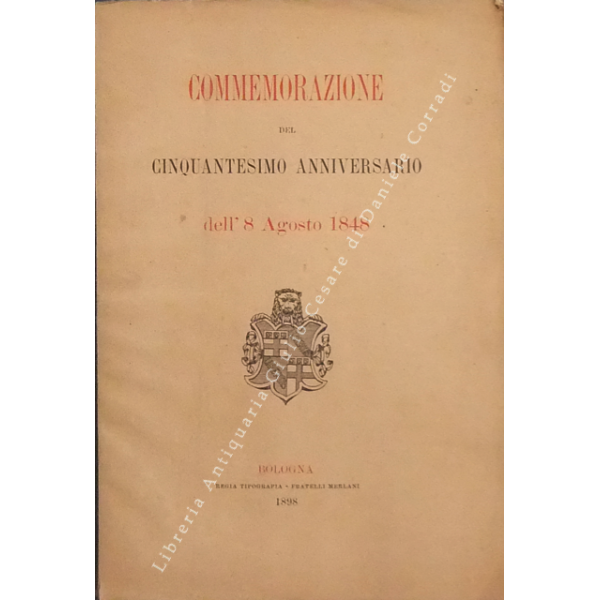 COMMEMORAZIONE
DEL
CINQUANTESIMO ANNIVERSARIO
dell' 8 Agosto 1848
BOLOGNA
REGIA TIPOGRAFIA - FRATELLI MERLANI
1898
Libreria Antiquaria Giulio Cesare di Daniele Corradi